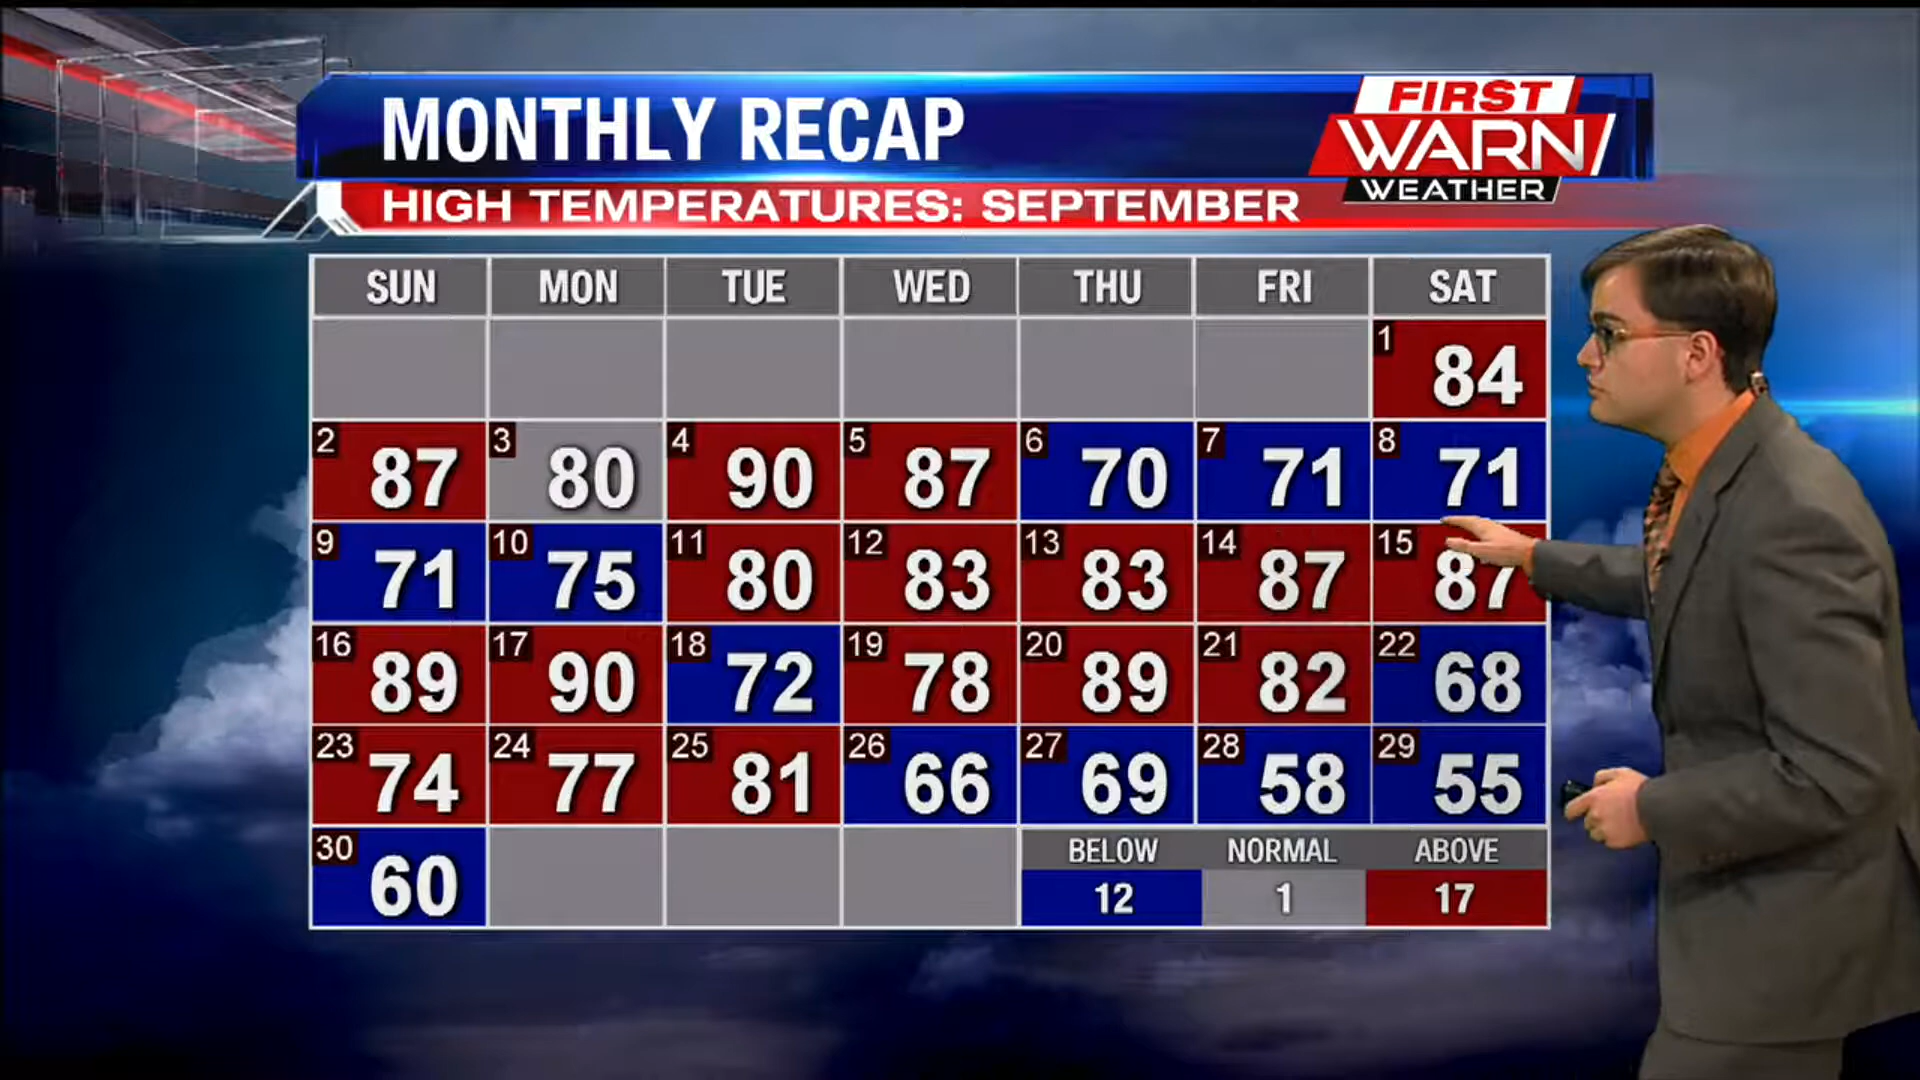 MONTHLY RECAP
FIRST
WARN
WEATHER
HIGH TEMPERATURES: SEPTEMBER
SUN MON TUE WED THU FRI SAT
1
84
2 3 4 5 6 7 8
87 80 90 87 70 71 71
9 10 11 12 13 14 15
71 75 80 83 83 87 87
16 17 18 19 20 21 22
89 90 72 78 89 82 68
23 24 25 26 27 28 29
74 77 81 66 69 58 55
30
60
BELOW NORMAL ABOVE
12 1 17